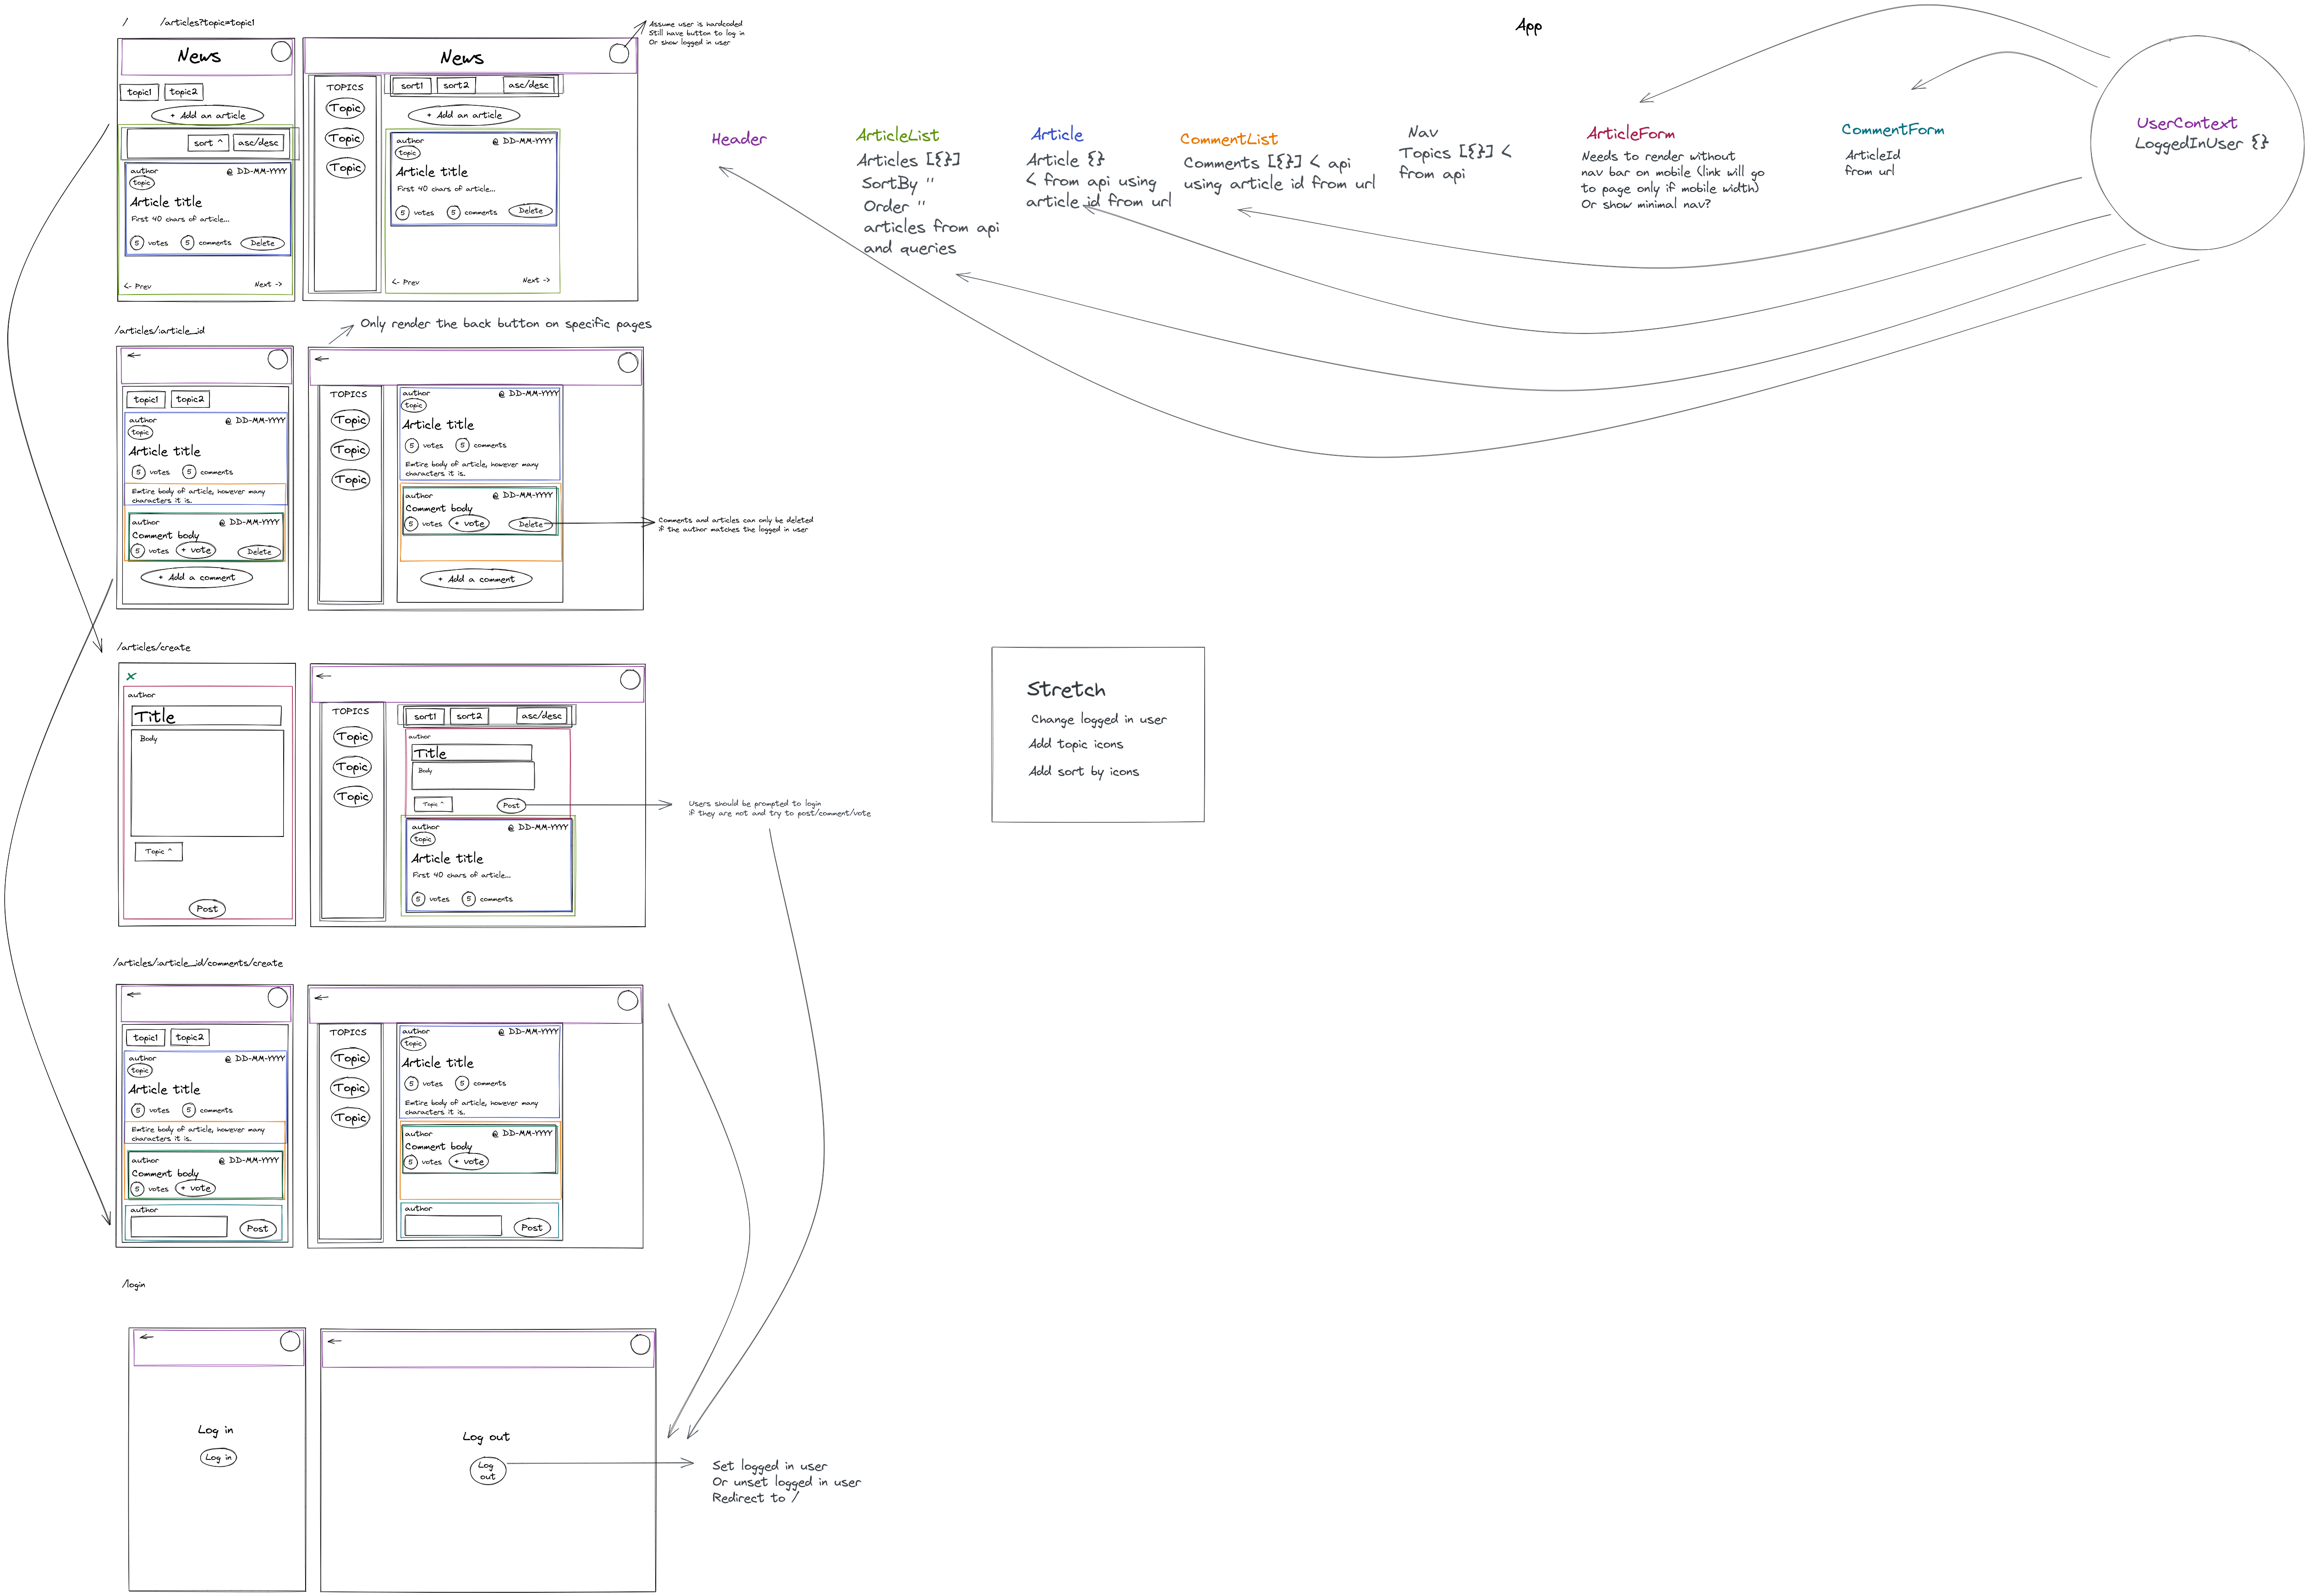 /
/articles?topic=topic1
News
topic1
topic2
+ Add an article
sort ^
asc/desc
author
@ DD-MM-YYYY
topic
Article title
First 40 chars of article...
5 votes
5 comments
Delete
<- Prev
Next ->
News
TOPICS
Topic
Topic
Topic
sort1
sort2
asc/desc
+ Add an article
author
@ DD-MM-YYYY
topic
Article title
First 40 chars of article...
5 votes
5 comments
Delete
<- Prev
Next ->
Assume user is hardcoded
Still have button to log in
Or show logged in user
App
Header
ArticleList
Articles [{}]
SortBy ''
Order ''
articles from api
and queries
Article
Article {}
< from api using
article id from url
CommentList
Comments [{}] < api
using article id from url
Nav
Topics [{}] <
from api
ArticleForm
Needs to render without
nav bar on mobile (link will go
to page only if mobile width)
Or show minimal nav?
CommentForm
ArticleId
from url
UserContext
LoggedInUser {}
/articles/:article_id
Only render the back button on specific pages
topic1
topic2
author
@ DD-MM-YYYY
topic
Article title
5 votes
5 comments
Emtire body of article, however many
characters it is.
author
@ DD-MM-YYYY
Comment body
5 votes
+ vote
Delete
+ Add a comment
TOPICS
Topic
Topic
Topic
author
@ DD-MM-YYYY
topic
Article title
5 votes
5 comments
Emtire body of article, however many
characters it is.
author
@ DD-MM-YYYY
Comment body
5 votes
+ vote
Delete
+ Add a comment
Comments and articles can only be deleted
if the author matches the logged in user
/articles/create
x
author
Title
Body
Topic ^
Post
TOPICS
Topic
Topic
Topic
sort1
sort2
asc/desc
author
Title
Body
Topic ^
Post
author
@ DD-MM-YYYY
topic
Article title
First 40 chars of article...
5 votes
5 comments
Users should be prompted to login
if they are not and try to post/comment/vote
Stretch
Change logged in user
Add topic icons
Add sort by icons
/articles/:article_id/comments/create
topic1
topic2
author
@ DD-MM-YYYY
topic
Article title
5 votes
5 comments
Emtire body of article, however many
characters it is.
author
@ DD-MM-YYYY
Comment body
5 votes
+ vote
author
Post
TOPICS
Topic
Topic
Topic
author
@ DD-MM-YYYY
topic
Article title
5 votes
5 comments
Emtire body of article, however many
characters it is.
author
@ DD-MM-YYYY
Comment body
5 votes
+ vote
author
Post
/login
Log in
Log in
Log out
Log
out
Set logged in user
Or unset logged in user
Redirect to /